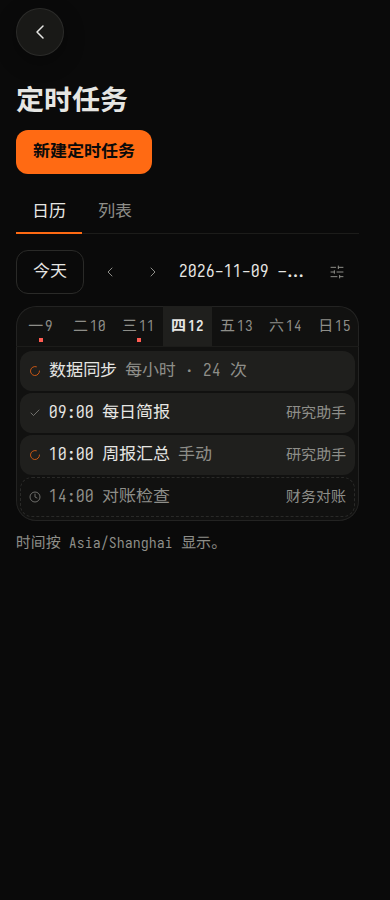 定时任务
新建定时任务
日历 列表
今天 2026-11-09 –…
一9 二10 三11 四12 五13 六14 日15
数据同步 每小时 · 24 次
09:00 每日简报 研究助手
10:00 周报汇总 手动 研究助手
14:00 对账检查 财务对账
时间按 Asia/Shanghai 显示。